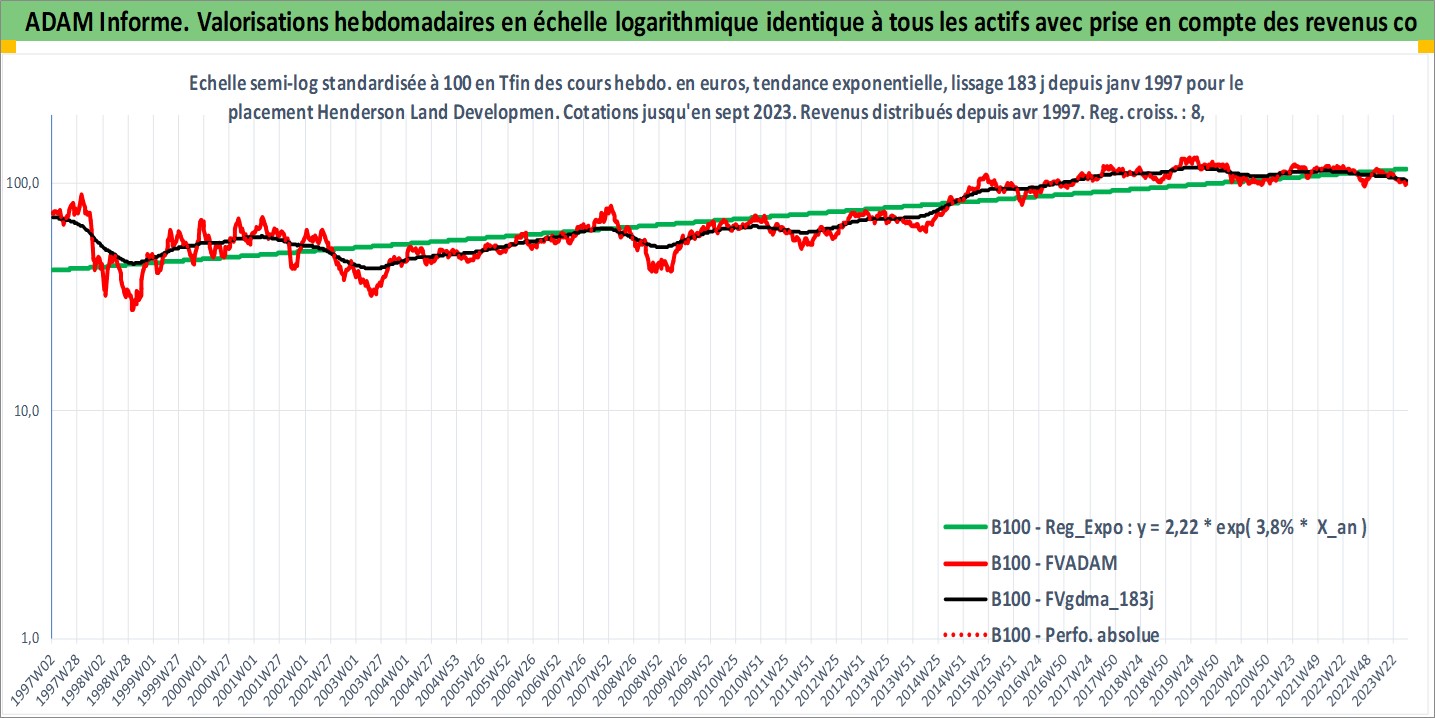 ADAM Informe. Valorisations hebdomadaires en échelle logarithmique identique à tous les actifs avec prise en compte des revenus co
Echelle semi-log standardisée à 100 en Tfin des cours hebdo. en euros, tendance exponentielle, lissage 183 j depuis janv 1997 pour le
placement Henderson Land Developmen. Cotations jusqu'en sept 2023. Revenus distribués depuis avr 1997. Reg. croiss. : 8,
100,0
10,0
1,0
B100 - Reg_Expo : y = 2,22 * exp( 3,8% * X_an )
B100 - FVADAM
B100 - FVgdma_183j
B100 - Perfo. absolue
1997W02
1997W28
1998W02
1998W28
1999W01
1999W27
2000W01
2000W27
2001W01
2001W27
2002W01
2002W27
2003W01
2003W27
2004W01
2004W27
2004W53
2005W26
2005W52
2006W26
2006W52
2007W26
2007W52
2008W26
2008W52
2009W26
2009W52
2010W25
2010W51
2011W25
2011W51
2012W25
2012W51
2013W25
2013W51
2014W25
2014W51
2015W25
2015W51
2016W24
2016W50
2017W24
2017W50
2018W24
2018W50
2019W24
2019W50
2020W24
2020W50
2021W23
2021W49
2022W22
2022W48
2023W22